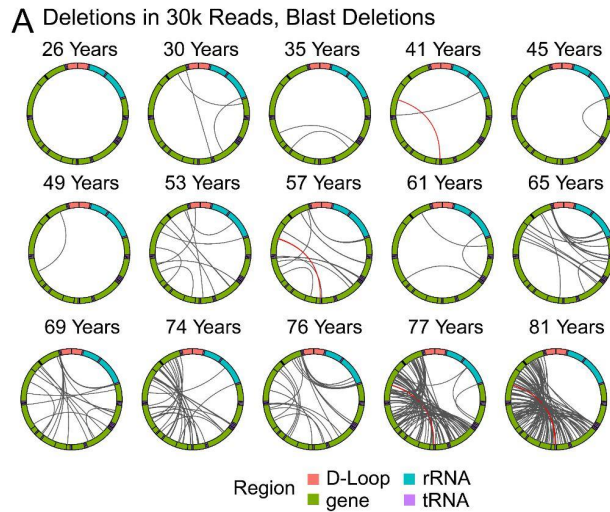 A Deletions in 30k Reads, Blast Deletions
26 Years 30 Years 35 Years 41 Years 45 Years
49 Years 53 Years 57 Years 61 Years 65 Years
69 Years 74 Years 76 Years 77 Years 81 Years
Region D-Loop rRNA
gene tRNA